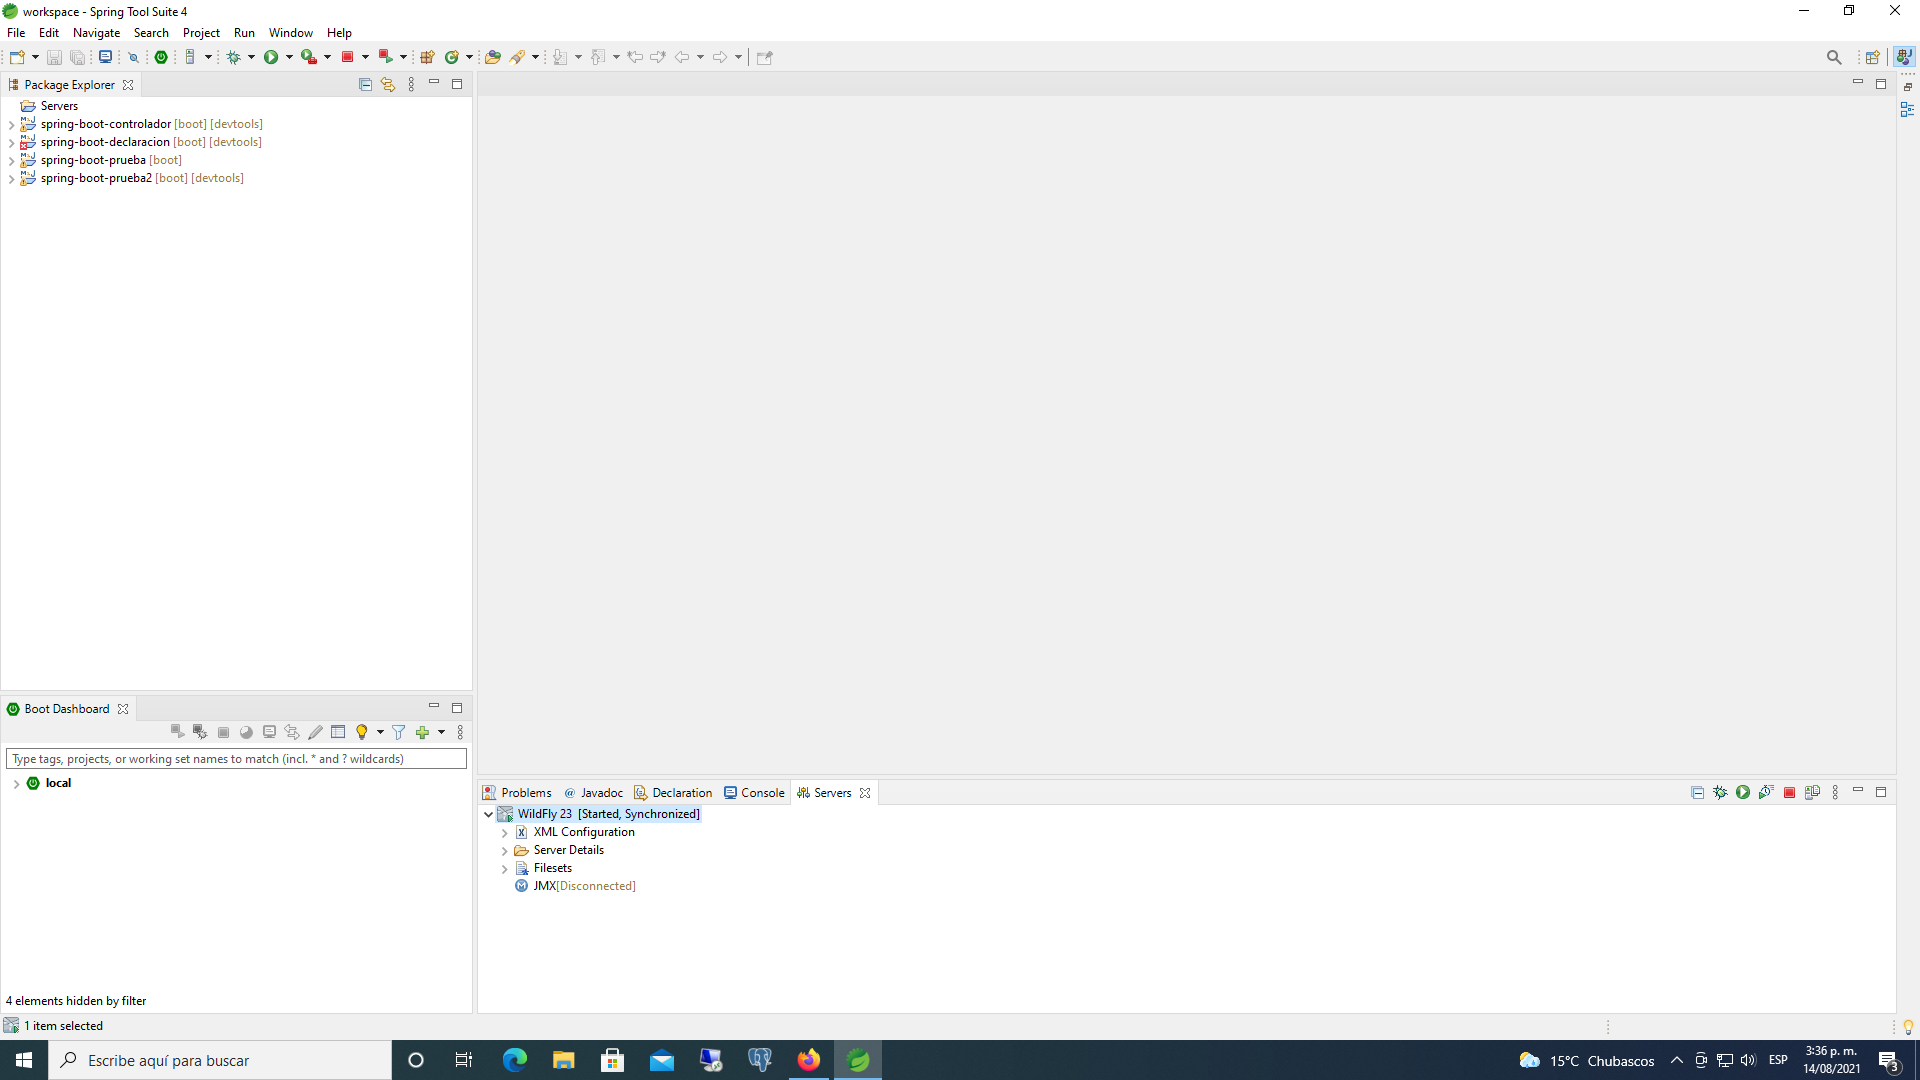 workspace - Spring Tool Suite 4
File Edit Navigate Search Project Run Window Help
Package Explorer
Servers
spring-boot-controlador [boot] [devtools]
spring-boot-declaracion [boot] [devtools]
spring-boot-prueba [boot]
spring-boot-prueba2 [boot] [devtools]
Boot Dashboard
Type tags, projects, or working set names to match (incl. * and ? wildcards)
local
4 elements hidden by filter
Problems Javadoc Declaration Console Servers
WildFly 23 [Started, Synchronized]
XML Configuration
Server Details
Filesets
JMX[Disconnected]
1 item selected
Escribe aquí para buscar
15°C Chubascos
ESP
3:36 p. m.
14/08/2021
3